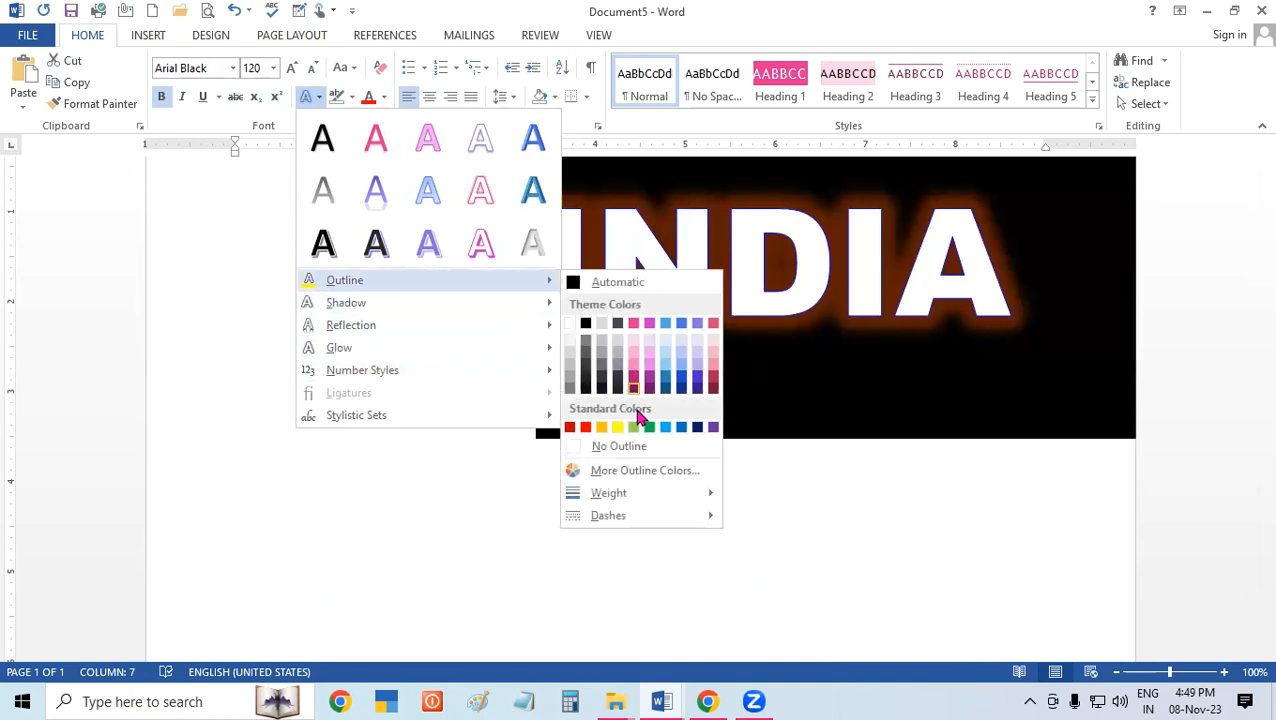 Document5 - Word
Sign in
FILE HOME INSERT DESIGN PAGE LAYOUT REFERENCES MAILINGS REVIEW VIEW
Paste
Cut
Copy
Format Painter
Clipboard
Arial Black 120
Font
AaBbCcDd AaBbCcDd AABBCC AABBCCD AABBCCD AABBCCD AABBCCD
¶ Normal ¶ No Spac... Heading 1 Heading 2 Heading 3 Heading 4 Heading 5
Styles
Find
Replace
Select
Editing
Outline
Shadow
Reflection
Glow
Number Styles
Ligatures
Stylistic Sets
Automatic
Theme Colors
Standard Colors
No Outline
More Outline Colors...
Weight
Dashes
INDIA
PAGE 1 OF 1 COLUMN: 7 ENGLISH (UNITED STATES) 100%
Type here to search
ENG
IN
4:49 PM
08-Nov-23